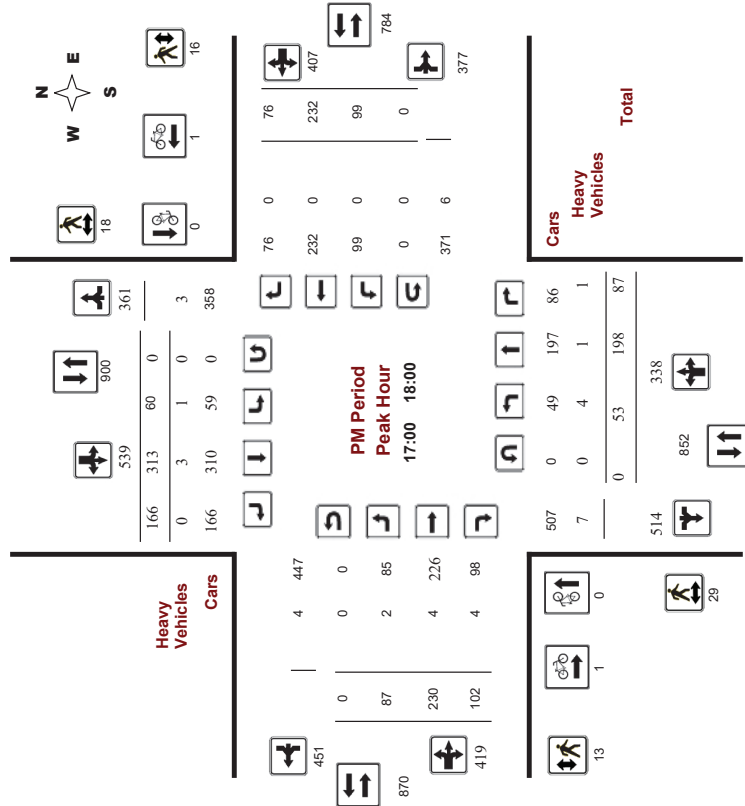 N
W E
S
16
1
18
0
784
407
377
76 0 76
232 0 232
99 0 99
0 0 0
371 6
361
900
539
166 313 60 0
0 3 1 0 3
166 310 59 0 358
Heavy
Vehicles
Cars
PM Period
Peak Hour
17:00 18:00
Cars
Heavy
Vehicles
Total
507 0 49 197 86
7 0 4 1 1
0 53 198 87
514
852
338
4 447
0 0 0
87 2 85
230 4 226
102 4 98
451
870
419
0
1
29
13